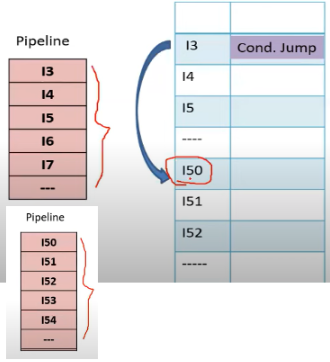 Pipeline
I3
I4
I5
I6
I7
---
Pipeline
I50
I51
I52
I53
I54
---
I3 Cond. Jump
I4
I5
----
I50
I51
I52
-----